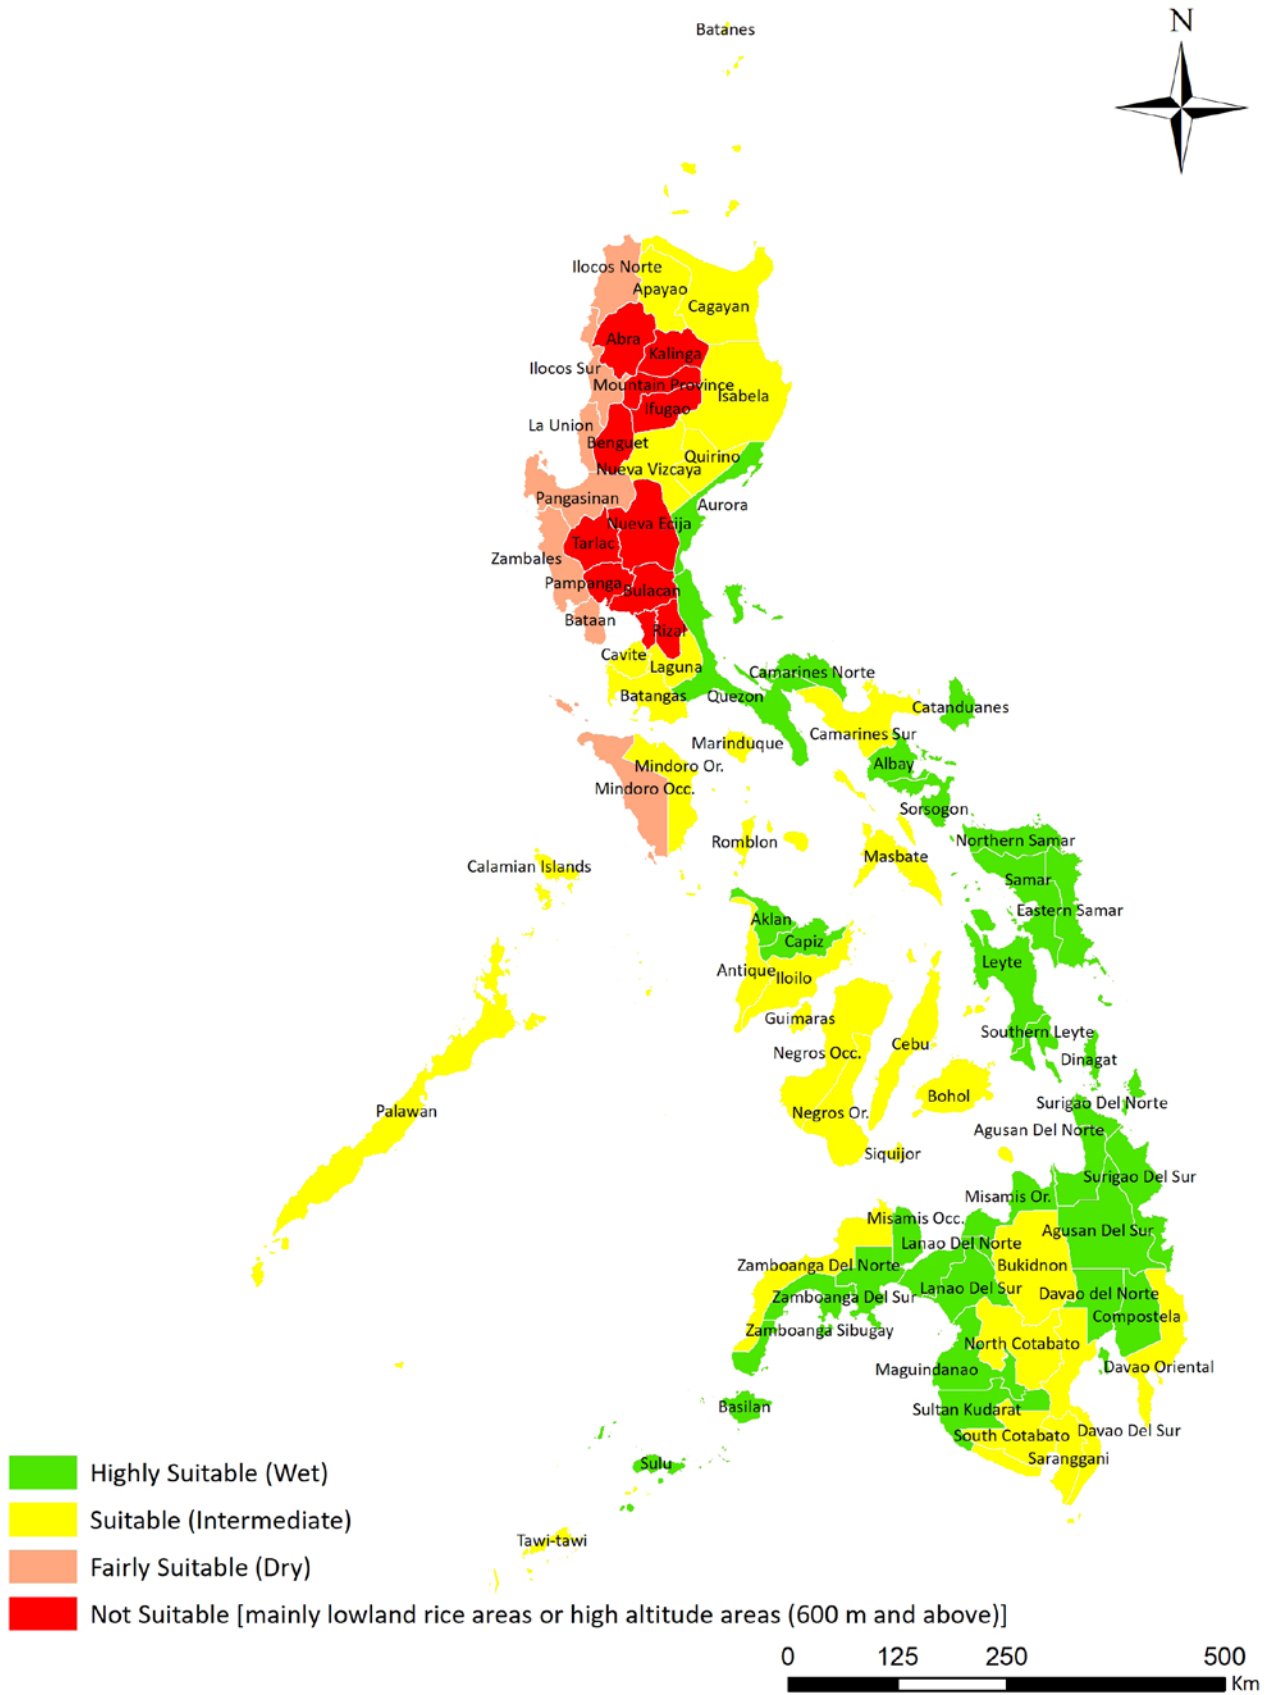 N
Batanes
Ilocos Norte
Apayao
Cagayan
Abra
Kalinga
Ilocos Sur
Mountain Province
Isabela
Ifugao
La Union
Benguet
Quirino
Nueva Vizcaya
Pangasinan
Aurora
Nueva Ecija
Tarlac
Zambales
Pampanga
Bulacan
Bataan
Rizal
Cavite
Laguna
Camarines Norte
Batangas
Quezon
Catanduanes
Camarines Sur
Marinduque
Albay
Mindoro Or.
Mindoro Occ.
Sorsogon
Romblon
Northern Samar
Masbate
Calamian Islands
Samar
Eastern Samar
Aklan
Capiz
Leyte
Antique
Iloilo
Guimaras
Southern Leyte
Cebu
Negros Occ.
Dinagat
Bohol
Surigao Del Norte
Palawan
Negros Or.
Agusan Del Norte
Siquijor
Surigao Del Sur
Misamis Or.
Misamis Occ.
Agusan Del Sur
Lanao Del Norte
Zamboanga Del Norte
Bukidnon
Lanao Del Sur
Davao del Norte
Zamboanga Del Sur
Compostela
Zamboanga Sibugay
North Cotabato
Maguindanao
Davao Oriental
Basilan
Sultan Kudarat
Davao Del Sur
South Cotabato
Saranggani
Sulu
Tawi-tawi
Highly Suitable (Wet)
Suitable (Intermediate)
Fairly Suitable (Dry)
Not Suitable [mainly lowland rice areas or high altitude areas (600 m and above)]
0 125 250 500
Km